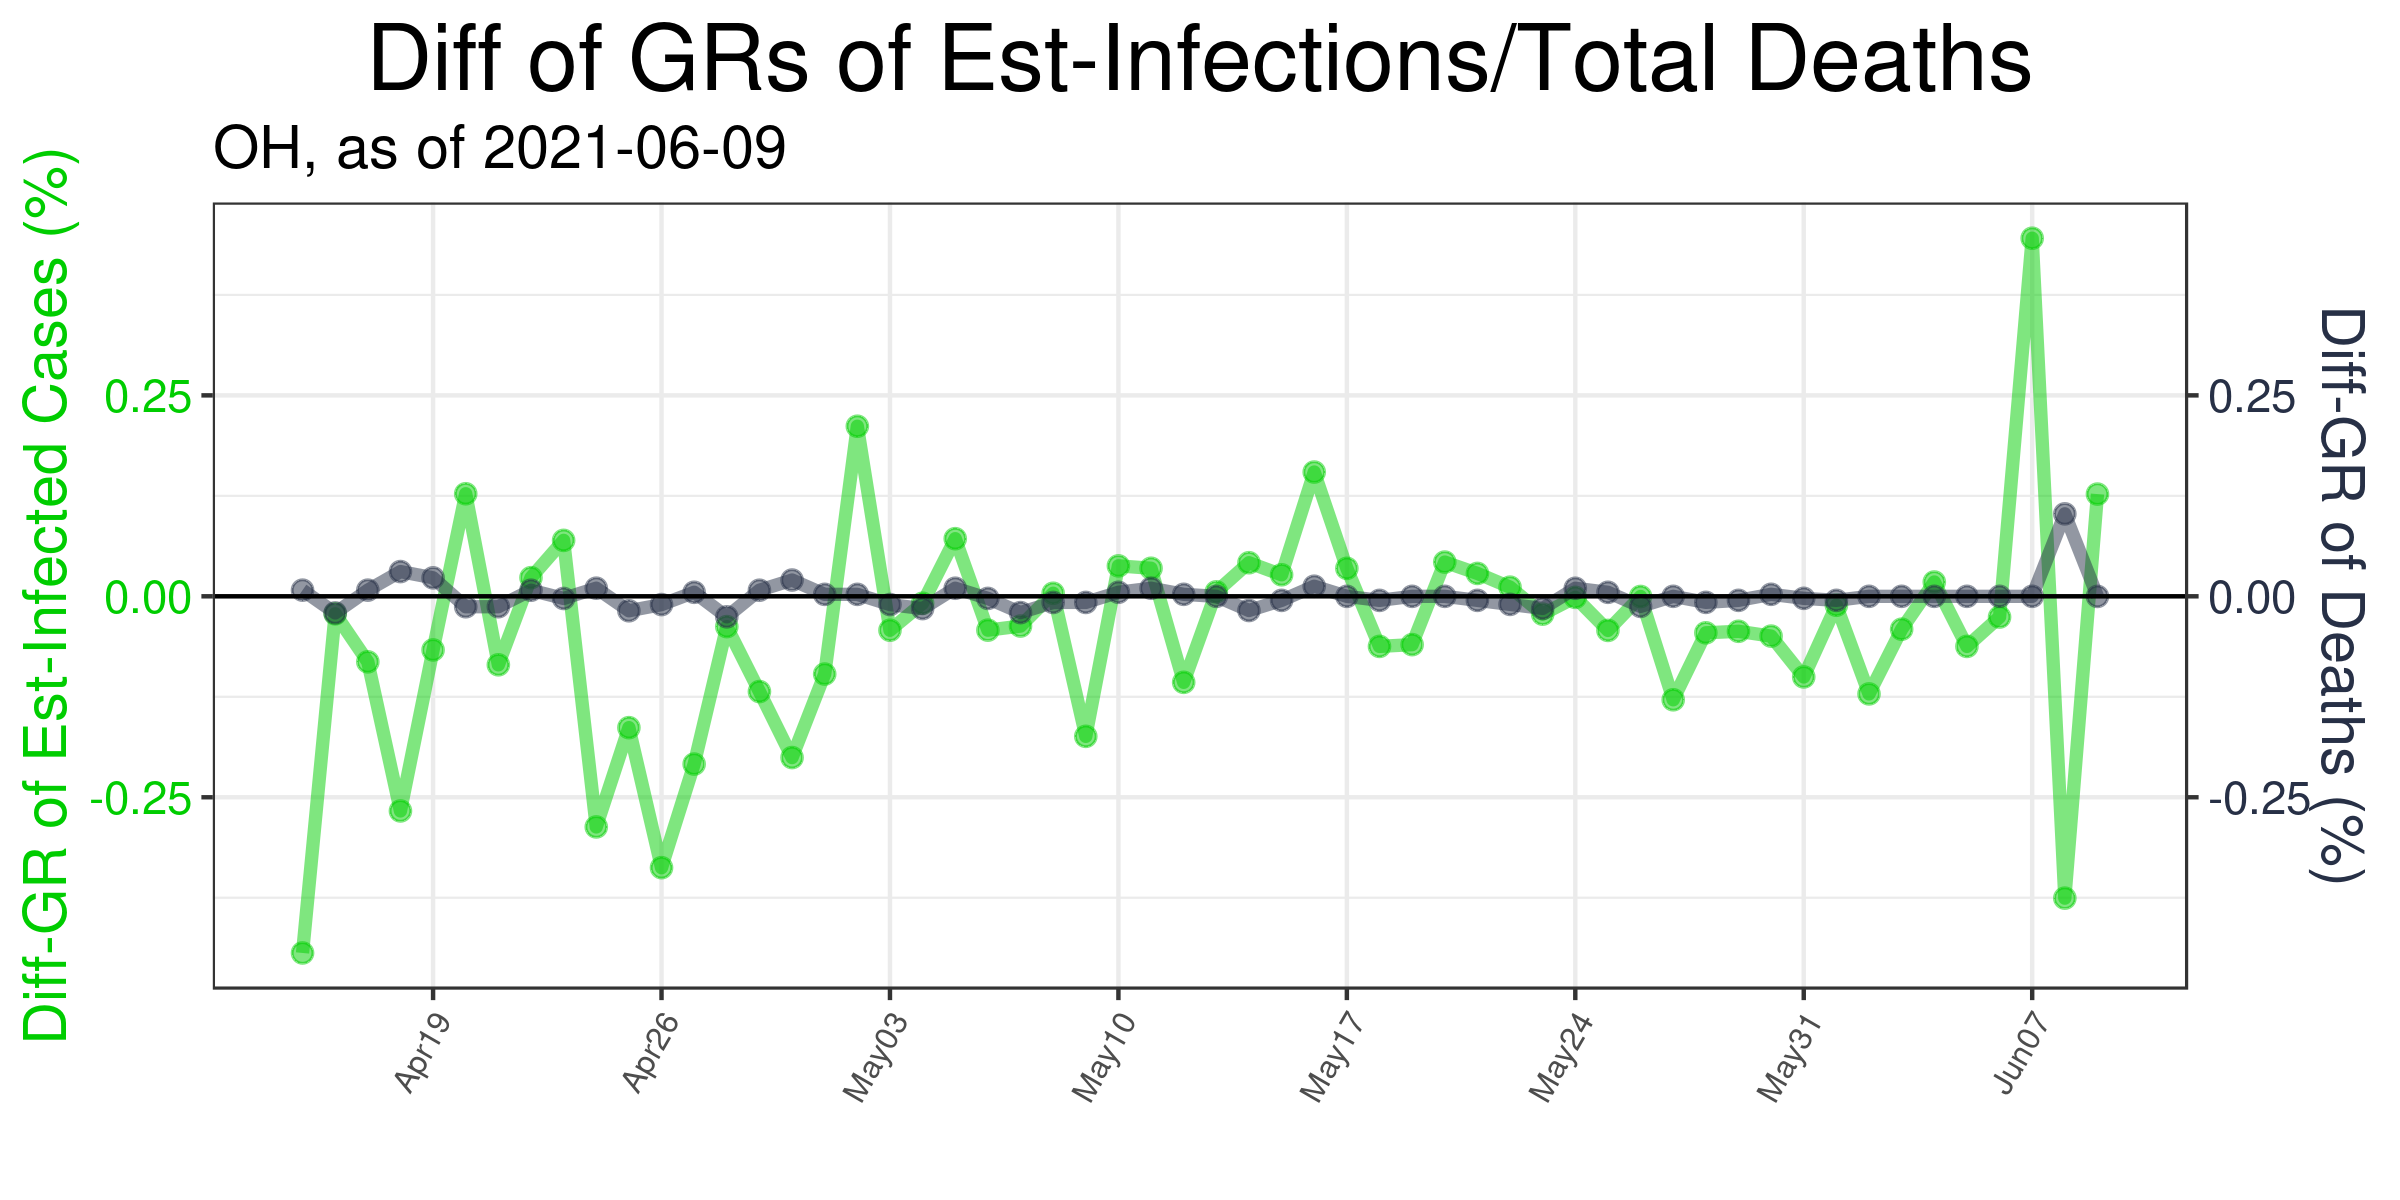 Diff of GRs of Est-Infections/Total Deaths
OH, as of 2021-06-09
Diff-GR of Est-Infected Cases (%)
0.25
0.00
-0.25
0.25
0.00
-0.25
Diff-GR of Deaths (%)
Apr19
Apr26
May03
May10
May17
May24
May31
Jun07